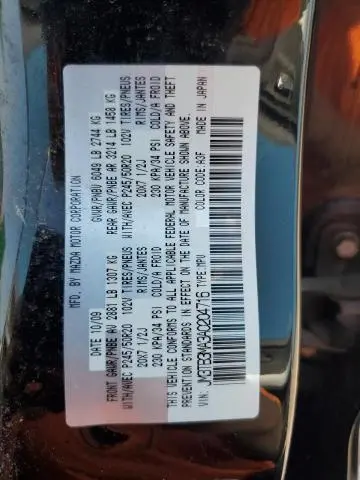 MFD. BY MAZDA MOTOR CORPORATION
10/09 GVWR/PNBV 6049 LB 2744 KG
FRONT GAWR/PNBE AV 2881 LB 1307 KG REAR GAWR/PNBE AR 3214 LB 1458 KG
WITH/AVEC P245/50R20 102V TIRES/PNEUS WITH/AVEC P245/50R20 102V TIRES/PNEUS
20X7 1/2J RIMS/JANTES 20X7 1/2J RIMS/JANTES
230 KPA/34 PSI COLD/A FROID 230 KPA/34 PSI COLD/A FROID
THIS VEHICLE CONFORMS TO ALL APPLICABLE FEDERAL MOTOR VEHICLE SAFETY AND THEFT
PREVENTION STANDARDS IN EFFECT ON THE DATE OF MANUFACTURE SHOWN ABOVE.
VIN: JM3TB3MA3A0204716 TYPE:MPV MADE IN JAPAN
COLOR CODE:A3F